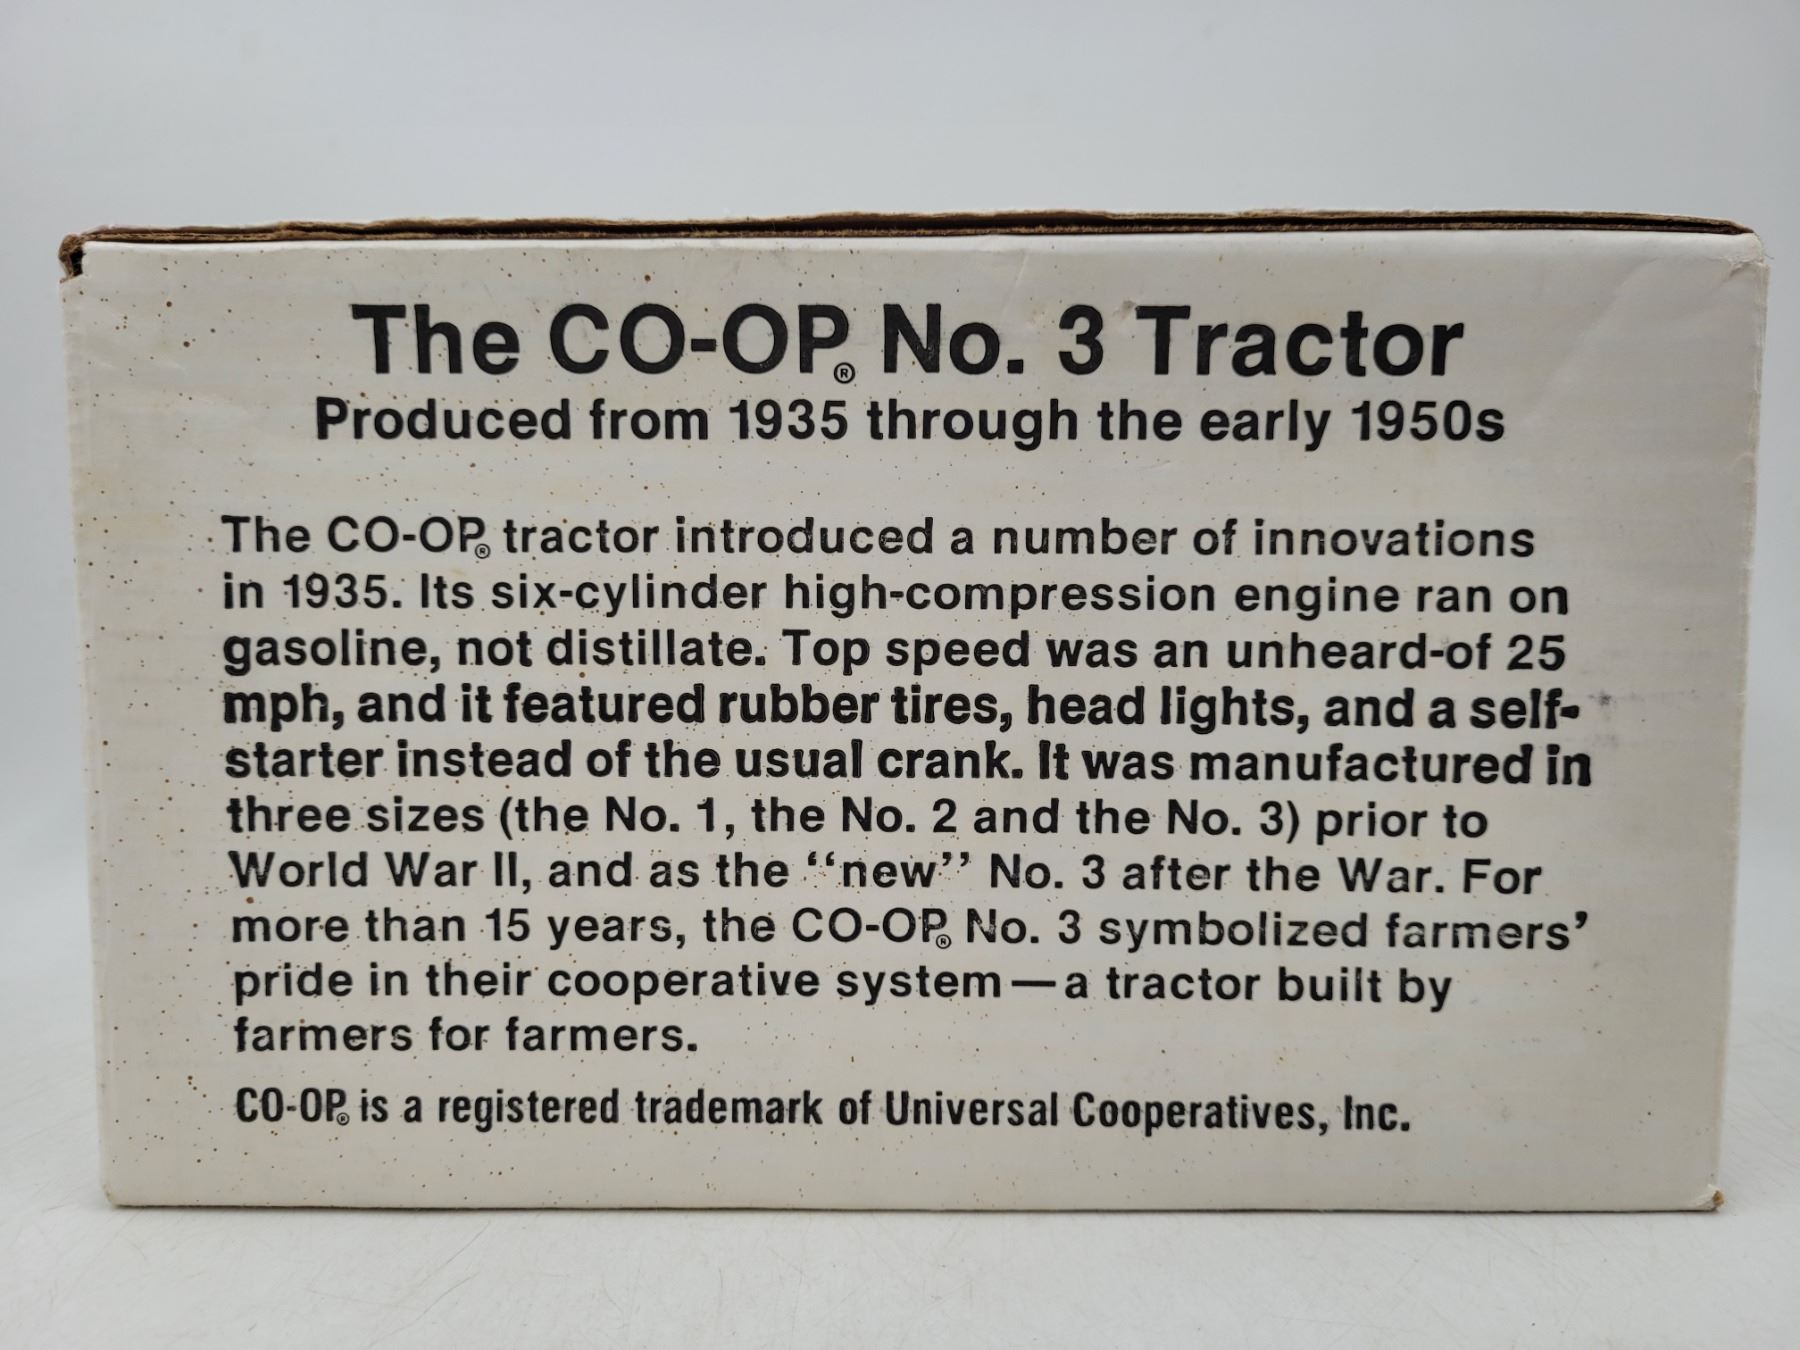 The CO-OP® No. 3 Tractor
Produced from 1935 through the early 1950s
The CO-OP® tractor introduced a number of innovations
in 1935. Its six-cylinder high-compression engine ran on
gasoline, not distillate. Top speed was an unheard-of 25
mph, and it featured rubber tires, head lights, and a self-
starter instead of the usual crank. It was manufactured in
three sizes (the No. 1, the No. 2 and the No. 3) prior to
World War II, and as the ‘‘new’’ No. 3 after the War. For
more than 15 years, the CO-OP® No. 3 symbolized farmers’
pride in their cooperative system—a tractor built by
farmers for farmers.
CO-OP® is a registered trademark of Universal Cooperatives, Inc.